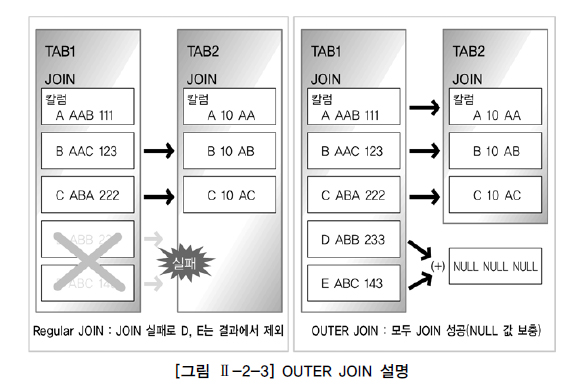 TAB1
JOIN
칼럼
A AAB 111
B AAC 123
C ABA 222
ABB
ABC 143
TAB2
JOIN
칼럼
A 10 AA
B 10 AB
C 10 AC
실패
Regular JOIN : JOIN 실패로 D, E는 결과에서 제외
TAB1
JOIN
칼럼
A AAB 111
B AAC 123
C ABA 222
D ABB 233
E ABC 143
TAB2
JOIN
칼럼
A 10 AA
B 10 AB
C 10 AC
(+)
NULL NULL NULL
OUTER JOIN : 모두 JOIN 성공(NULL 값 보충)
[그림 Ⅱ-2-3] OUTER JOIN 설명